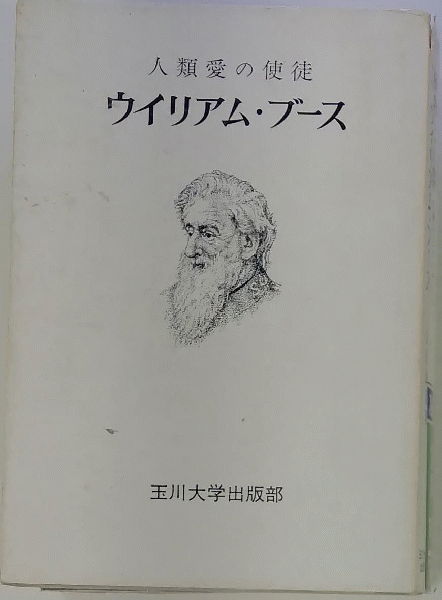 人類愛の使徒
ウイリアム・ブース
玉川大学出版部